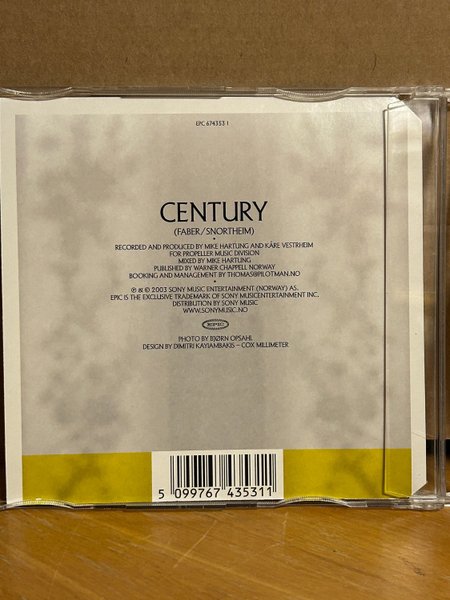 EPC 674353 1
CENTURY
(FABER/SNORTHEIM)
RECORDED AND PRODUCED BY MIKE HARTUNG AND KÅRE VESTRHEIM
FOR PROPELLER MUSIC DIVISION
MIXED BY MIKE HARTUNG
PUBLISHED BY WARNER CHAPPELL NORWAY
BOOKING AND MANAGEMENT BY THOMAS@PILOTMAN.NO
℗ & © 2003 SONY MUSIC ENTERTAINMENT (NORWAY) AS.
EPIC IS THE EXCLUSIVE TRADEMARK OF SONY MUSICENTERTAINMENT INC.
DISTRIBUTION BY SONY MUSIC
WWW.SONYMUSIC.NO
EPIC
PHOTO BY BJØRN OPSAHL
DESIGN BY DIMITRI KAYIAMBAKIS – COX MILLIMETER
5 099767 435311